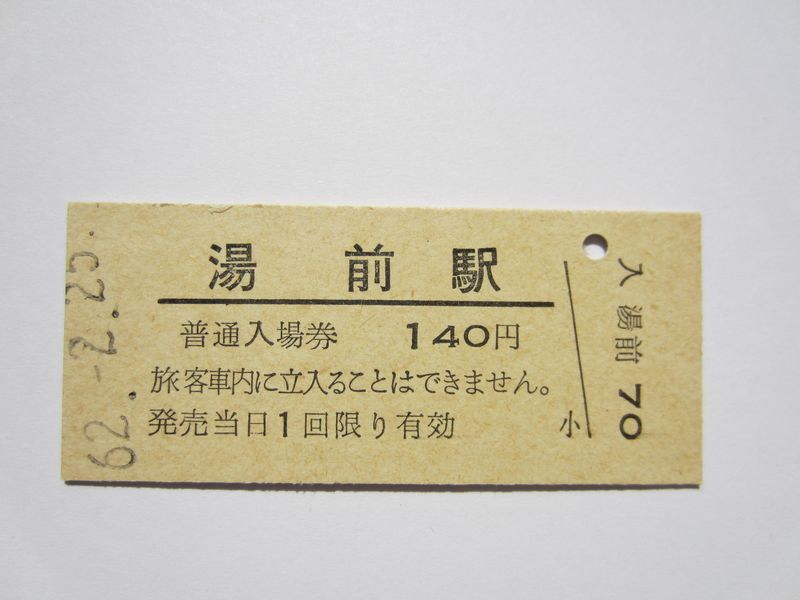 湯前駅
普通入場券 140円
旅客車内に立入ることはできません。
発売当日1回限り有効
小
入 湯前 70
62.-2.25.